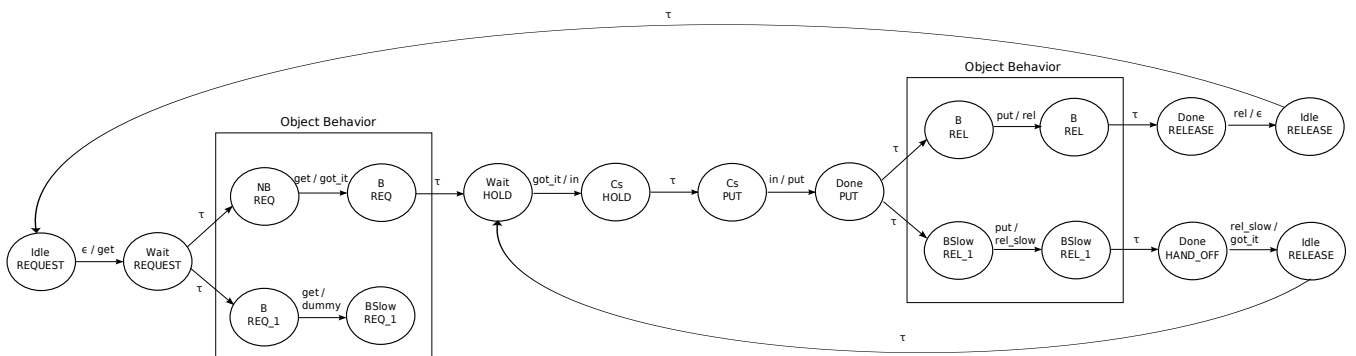 τ
Object Behavior
Object Behavior
Idle
REQUEST
ϵ / get
Wait
REQUEST
τ
τ
NB
REQ
get / got_it
B
REQ
B
REQ_1
get /
dummy
BSlow
REQ_1
τ
Wait
HOLD
got_it / in
Cs
HOLD
τ
Cs
PUT
in / put
Done
PUT
τ
τ
B
REL
put / rel
B
REL
τ
Done
RELEASE
rel / ϵ
Idle
RELEASE
BSlow
REL_1
put /
rel_slow
BSlow
REL_1
τ
Done
HAND_OFF
rel_slow /
got_it
Idle
RELEASE
τ